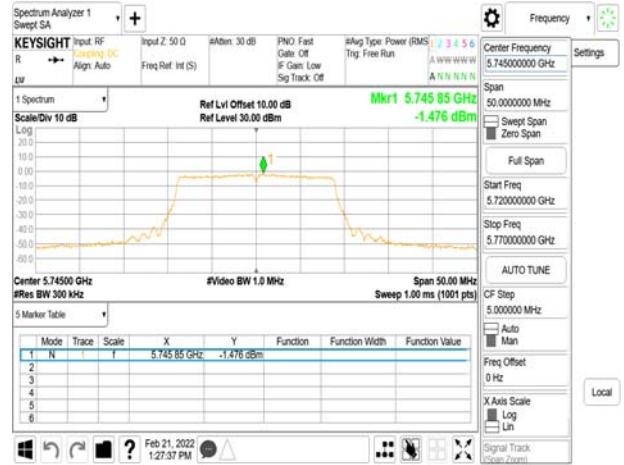 Spectrum Analyzer 1
Swept SA
+
Frequency
KEYSIGHT Input: RF Input Z: 50 Ω #Atten: 30 dB PNO: Fast #Avg Type: Power (RMS 1 2 3 4 5 6
R Coupling: DC Gate: Off Trig: Free Run A W W W W W
Align: Auto Freq Ref: Int (S) IF Gain: Low
Sig Track: Off A N N N N N
Center Frequency
5.745000000 GHz
Settings
Span
50.0000000 MHz
Swept Span
Zero Span
Full Span
Start Freq
5.720000000 GHz
Stop Freq
5.770000000 GHz
AUTO TUNE
CF Step
5.000000 MHz
Auto
Man
Freq Offset
0 Hz
X Axis Scale
Log
Lin
Signal Track
(Span Zoom)
Local
1 Spectrum Ref Lvl Offset 10.00 dB Mkr1 5.745 85 GHz
Scale/Div 10 dB Ref Level 30.00 dBm -1.476 dBm
Log
20.0
10.0
0.00
-10.0
-20.0
-30.0
-40.0
-50.0
-60.0
1
Center 5.74500 GHz #Video BW 1.0 MHz Span 50.00 MHz
#Res BW 300 kHz Sweep 1.00 ms (1001 pts)
5 Marker Table
Mode Trace Scale X Y Function Function Width Function Value
1 N 1 f 5.745 85 GHz -1.476 dBm
2
3
4
5
6
Feb 21, 2022
1:27:37 PM